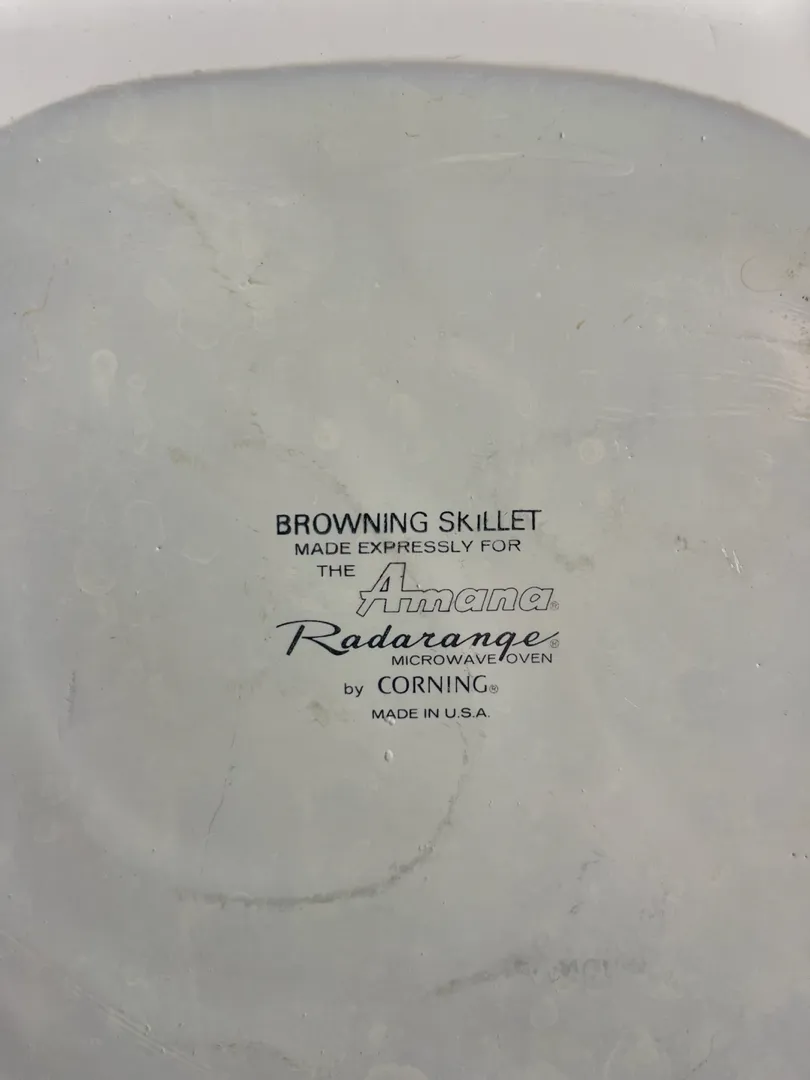 BROWNING SKILLET
MADE EXPRESSLY FOR
THE Amana®
Radarange®
MICROWAVE OVEN
by CORNING®
MADE IN U.S.A.